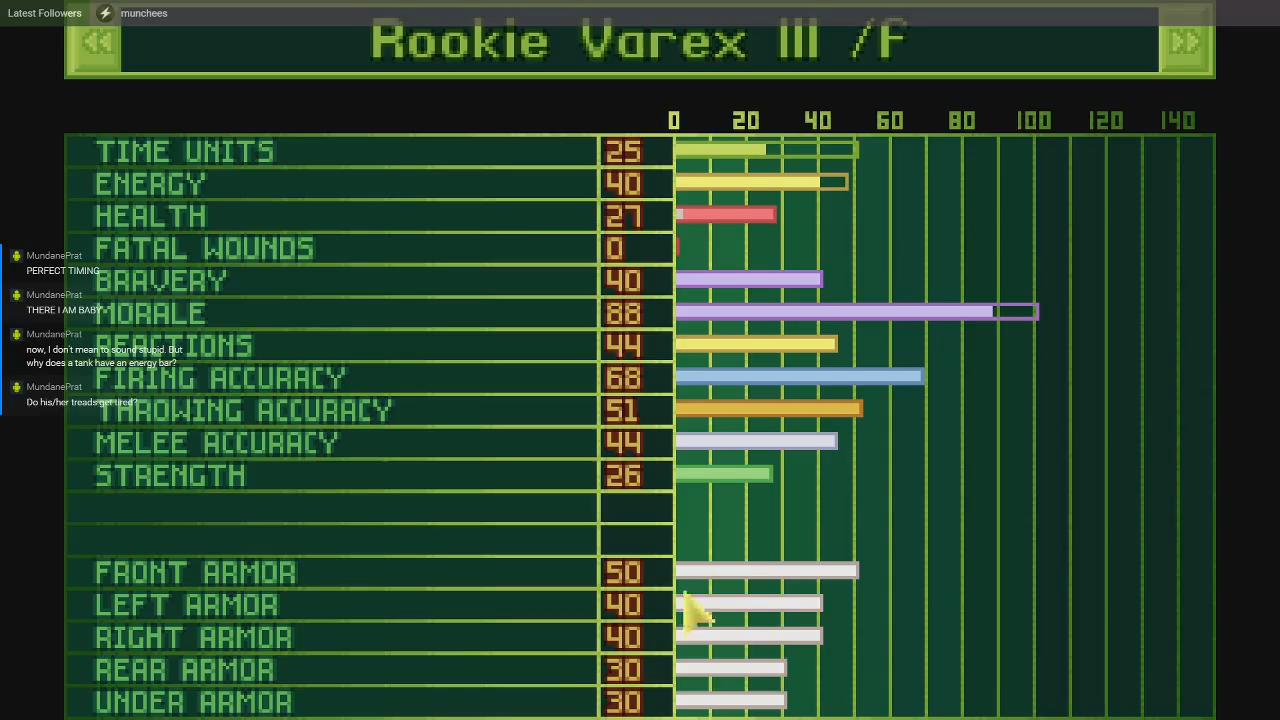 Latest Followers munchees
Rookie Varex III /f
0 20 40 60 80 100 120 140
TIME UNITS 25
ENERGY 40
HEALTH 27
FATAL WOUNDS 0
MundanePrat
PERFECT TIMING
BRAVERY 40
MundanePrat
THERE I AM BABY
MORALE 88
MundanePrat
now, I don't mean to sound stupid. But
why does a tank have an energy bar?
REACTIONS 44
FIRING ACCURACY 68
MundanePrat
Do his/her treads get tired?
THROWING ACCURACY 51
MELEE ACCURACY 44
STRENGTH 26
FRONT ARMOR 50
LEFT ARMOR 40
RIGHT ARMOR 40
REAR ARMOR 30
UNDER ARMOR 30